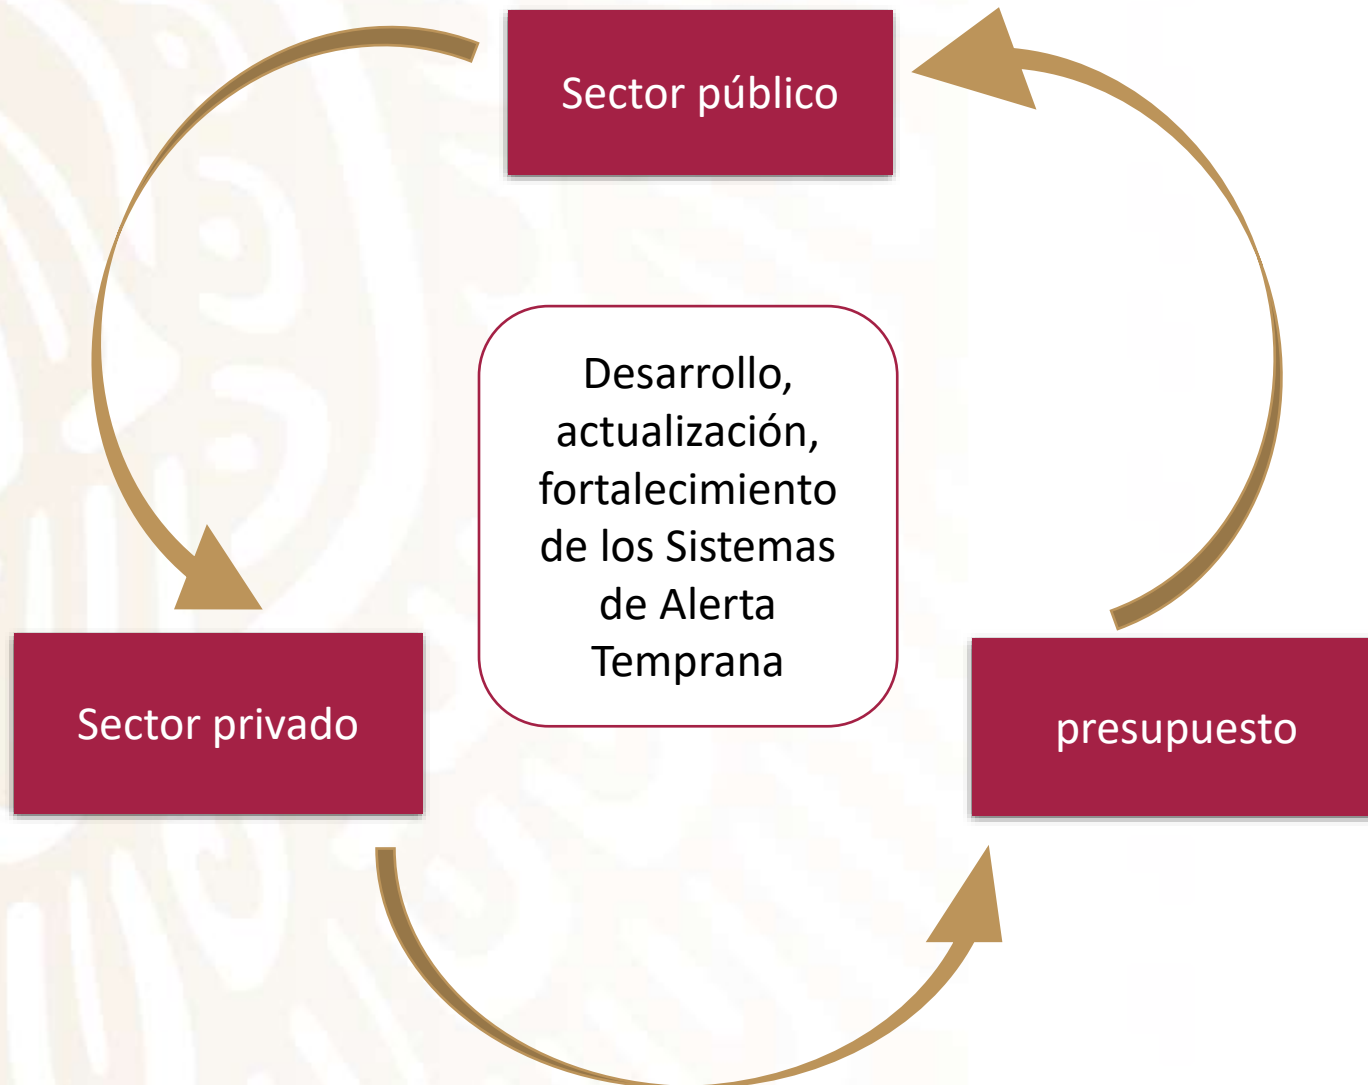 Sector público
Desarrollo,
actualización,
fortalecimiento
de los Sistemas
de Alerta
Temprana
Sector privado
presupuesto